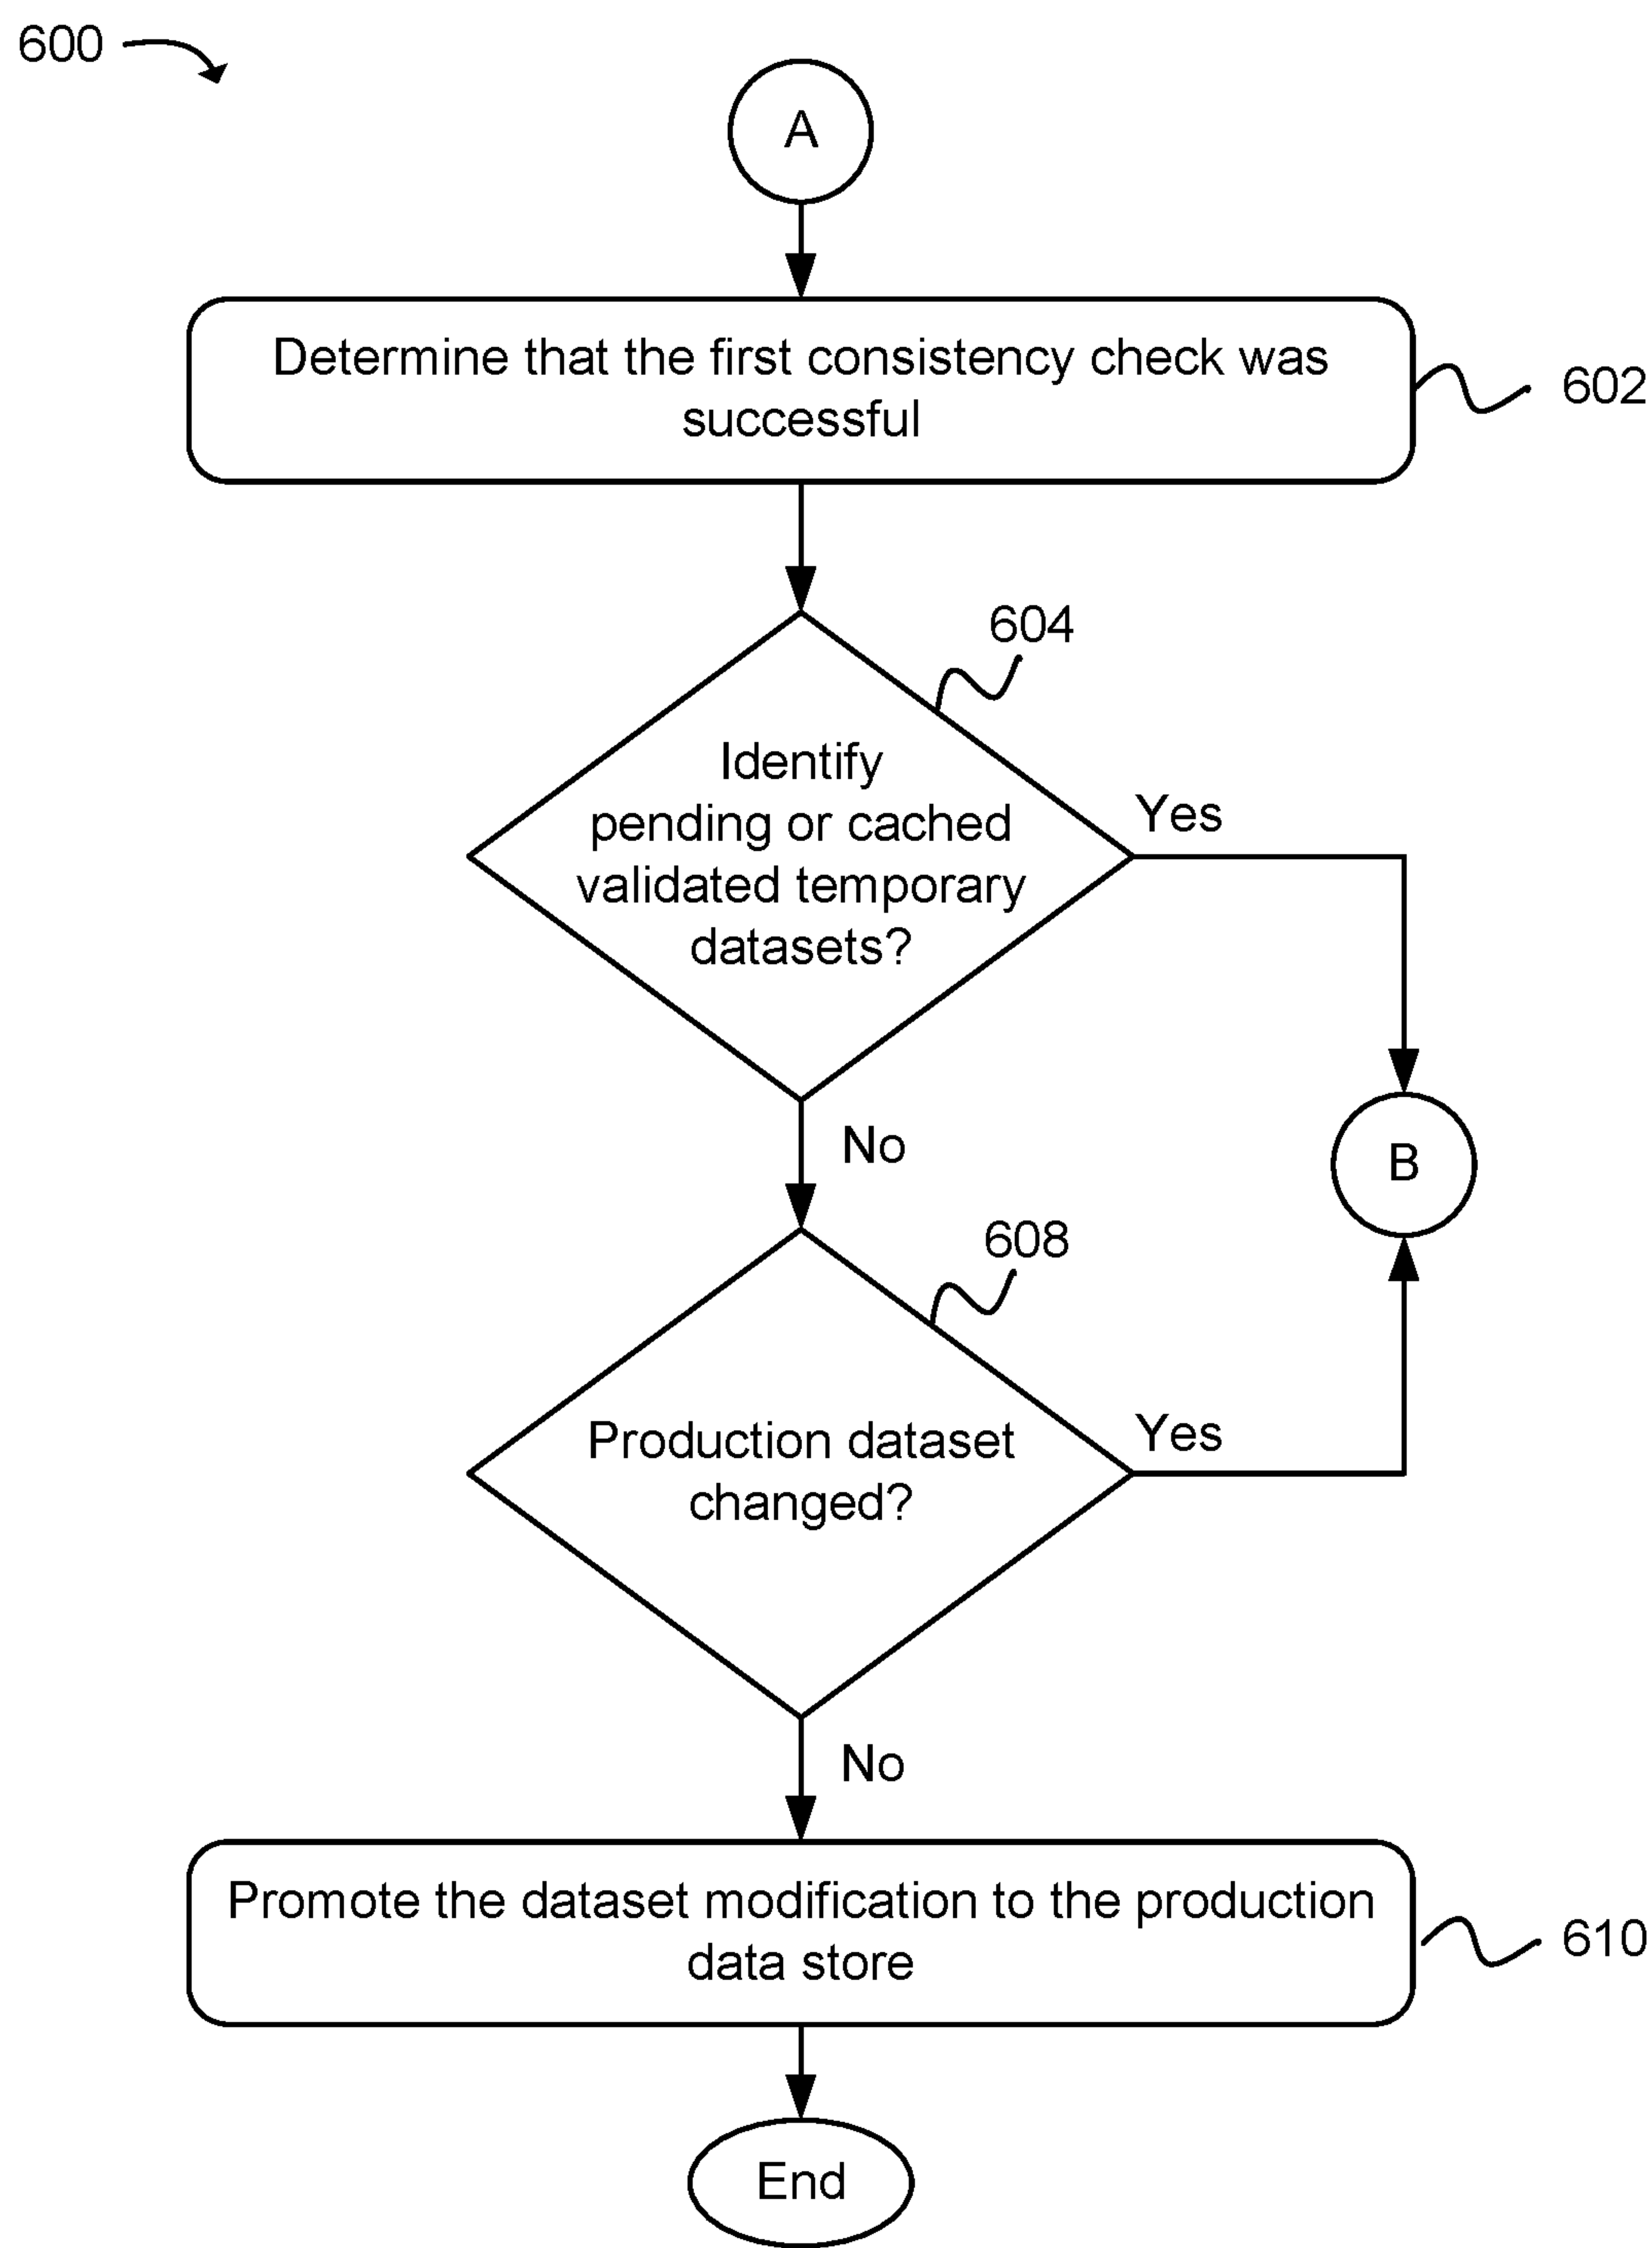 600
A
Determine that the first consistency check was
successful
602
604
Identify
pending or cached
validated temporary
datasets?
Yes
No
B
608
Production dataset
changed?
Yes
No
Promote the dataset modification to the production
data store
610
End